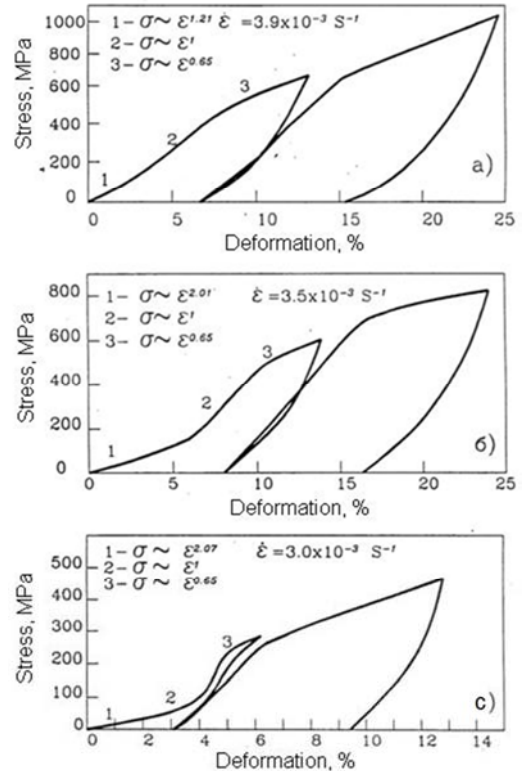 1- σ~ ε^1.21 ε̇ =3.9x10^-3 S^-1
2 - σ~ ε^1
3 - σ~ ε^0.65
1000
800
600
400
200
0
Stress, MPa
1
2
3
a)
0 5 10 15 20 25
Deformation, %
1- σ~ ε^2.01 ε̇ =3.5x10^-3 S^-1
2- σ~ ε^1
3- σ~ ε^0.65
800
600
400
200
0
Stress, MPa
1
2
3
б)
0 5 10 15 20 25
Deformation, %
1- σ~ ε^2.07 ε̇ =3.0x10^-3 S^-1
2- σ~ ε^1
3- σ~ ε^0.65
500
400
300
200
100
0
Stress, MPa
1
2
3
c)
0 2 4 6 8 10 12 14
Deformation, %